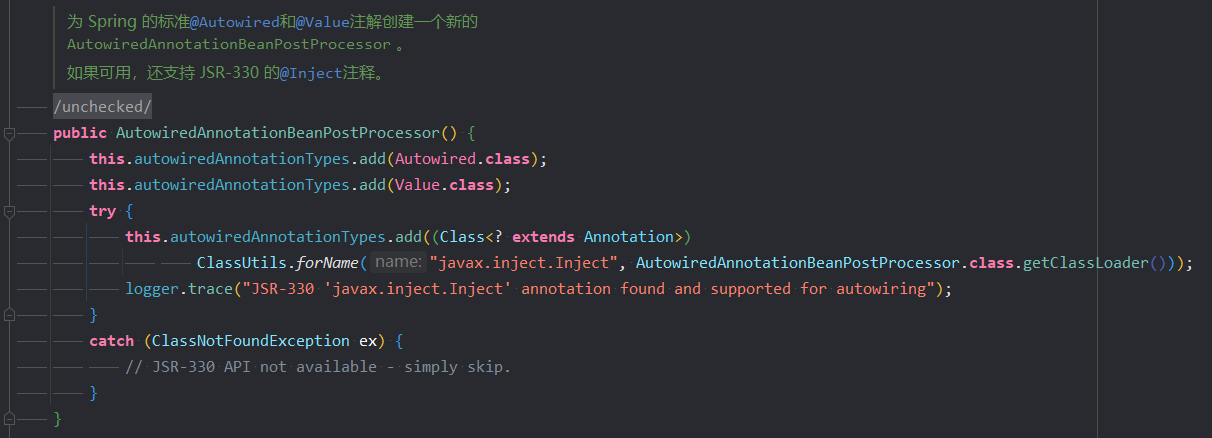 为 Spring 的标准@Autowired和@Value注解创建一个新的
AutowiredAnnotationBeanPostProcessor 。
如果可用，还支持 JSR-330 的@Inject注释。
/unchecked/
public AutowiredAnnotationBeanPostProcessor() {
this.autowiredAnnotationTypes.add(Autowired.class);
this.autowiredAnnotationTypes.add(Value.class);
try {
this.autowiredAnnotationTypes.add((Class<? extends Annotation>)
ClassUtils.forName( name: "javax.inject.Inject", AutowiredAnnotationBeanPostProcessor.class.getClassLoader()));
logger.trace("JSR-330 'javax.inject.Inject' annotation found and supported for autowiring");
}
catch (ClassNotFoundException ex) {
// JSR-330 API not available - simply skip.
}
}